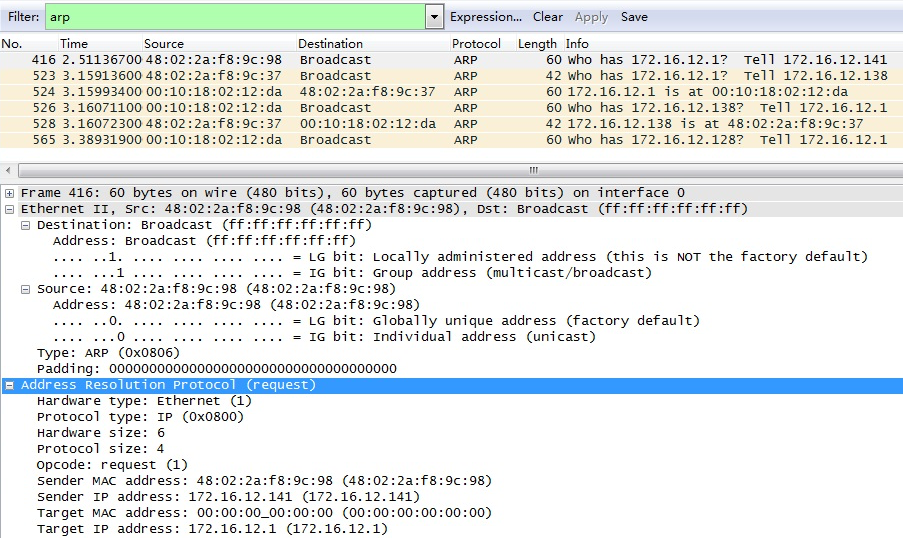 Filter: arp Expression... Clear Apply Save
No. Time Source Destination Protocol Length Info
416 2.51136700 48:02:2a:f8:9c:98 Broadcast ARP 60 Who has 172.16.12.1? Tell 172.16.12.141
523 3.15913600 48:02:2a:f8:9c:37 Broadcast ARP 42 Who has 172.16.12.1? Tell 172.16.12.138
524 3.15993400 00:10:18:02:12:da 48:02:2a:f8:9c:37 ARP 60 172.16.12.1 is at 00:10:18:02:12:da
526 3.16071100 00:10:18:02:12:da Broadcast ARP 60 Who has 172.16.12.138? Tell 172.16.12.1
528 3.16072300 48:02:2a:f8:9c:37 00:10:18:02:12:da ARP 42 172.16.12.138 is at 48:02:2a:f8:9c:37
565 3.38931900 00:10:18:02:12:da Broadcast ARP 60 Who has 172.16.12.128? Tell 172.16.12.1
Frame 416: 60 bytes on wire (480 bits), 60 bytes captured (480 bits) on interface 0
Ethernet II, Src: 48:02:2a:f8:9c:98 (48:02:2a:f8:9c:98), Dst: Broadcast (ff:ff:ff:ff:ff:ff)
Destination: Broadcast (ff:ff:ff:ff:ff:ff)
Address: Broadcast (ff:ff:ff:ff:ff:ff)
.... ..1. .... .... .... .... = LG bit: Locally administered address (this is NOT the factory default)
.... ...1 .... .... .... .... = IG bit: Group address (multicast/broadcast)
Source: 48:02:2a:f8:9c:98 (48:02:2a:f8:9c:98)
Address: 48:02:2a:f8:9c:98 (48:02:2a:f8:9c:98)
.... ..0. .... .... .... .... = LG bit: Globally unique address (factory default)
.... ...0 .... .... .... .... = IG bit: Individual address (unicast)
Type: ARP (0x0806)
Padding: 000000000000000000000000000000000000
Address Resolution Protocol (request)
Hardware type: Ethernet (1)
Protocol type: IP (0x0800)
Hardware size: 6
Protocol size: 4
Opcode: request (1)
Sender MAC address: 48:02:2a:f8:9c:98 (48:02:2a:f8:9c:98)
Sender IP address: 172.16.12.141 (172.16.12.141)
Target MAC address: 00:00:00_00:00:00 (00:00:00:00:00:00)
Target IP address: 172.16.12.1 (172.16.12.1)